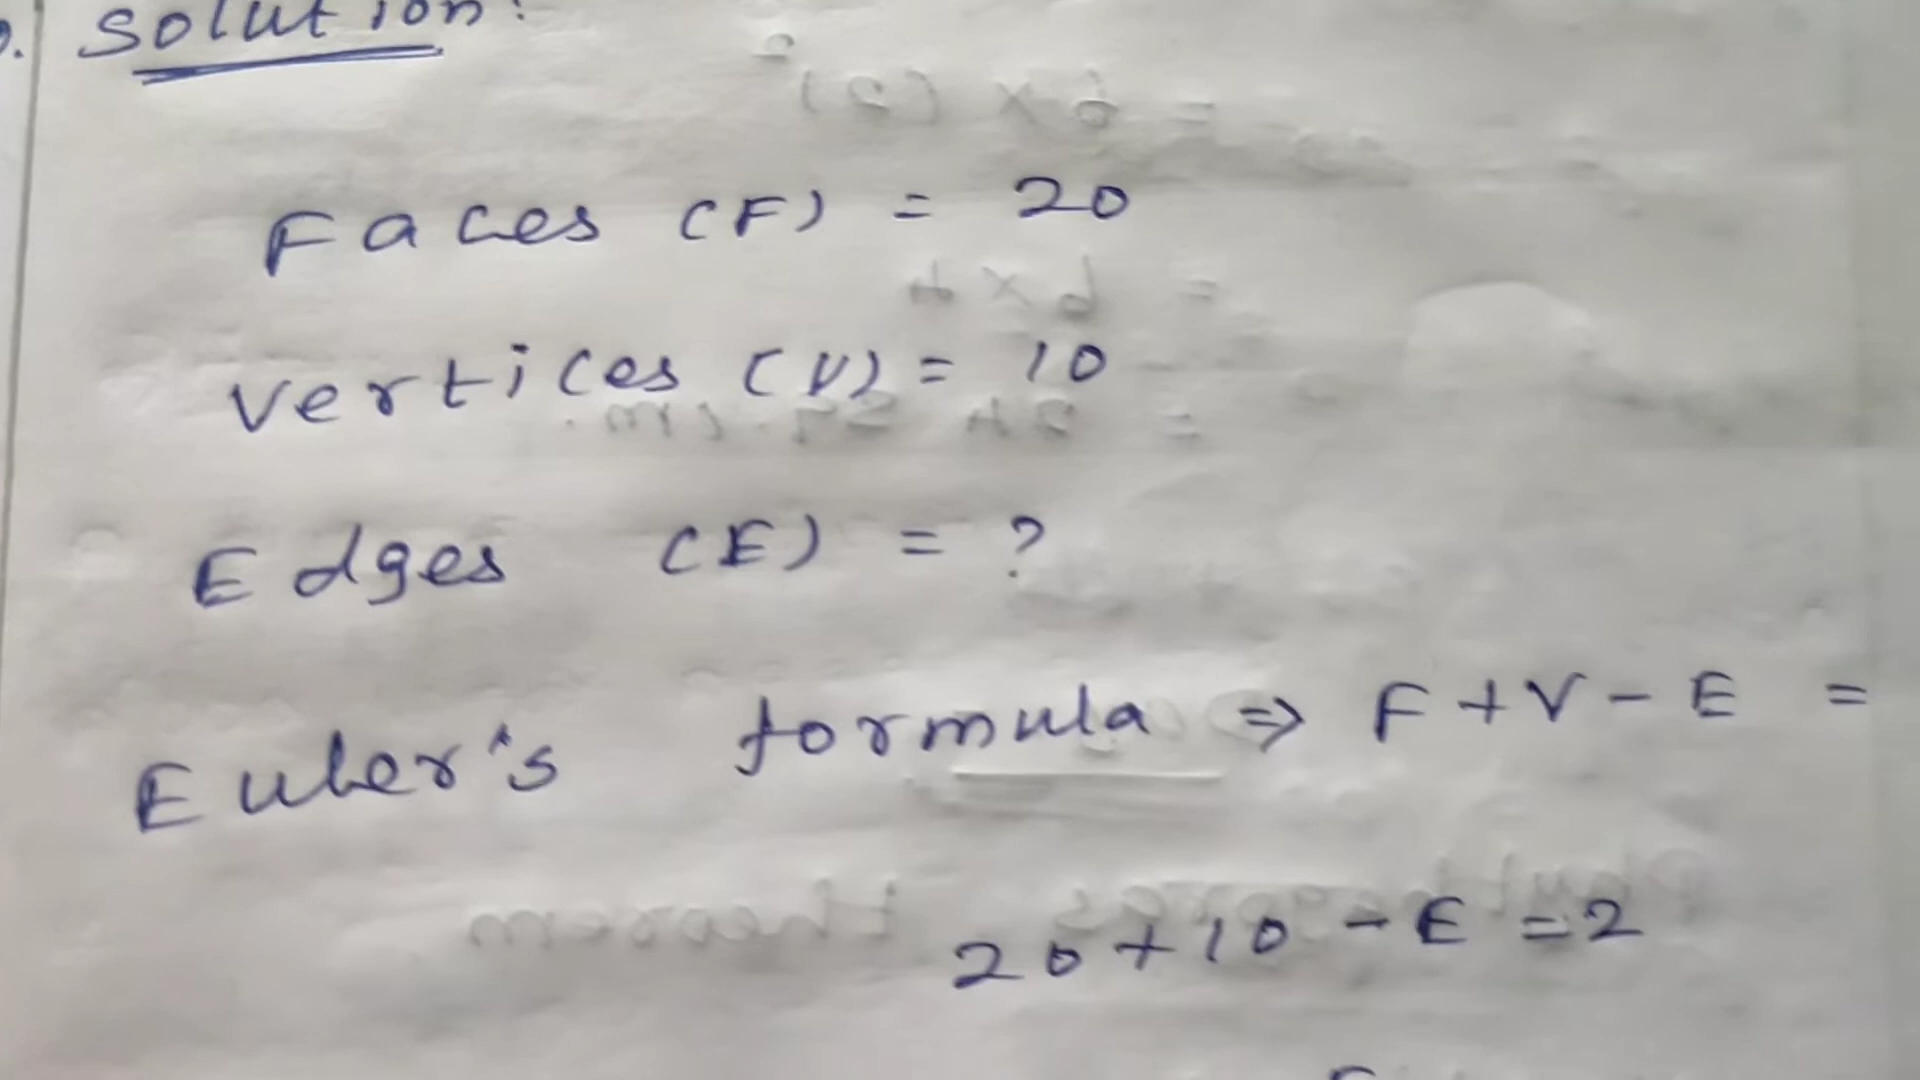 Solution:
Faces (F) = 20
Vertices (V) = 10
Edges (E) = ?
Euler's formula ⇒ F + V - E =
20 + 10 - E = 2